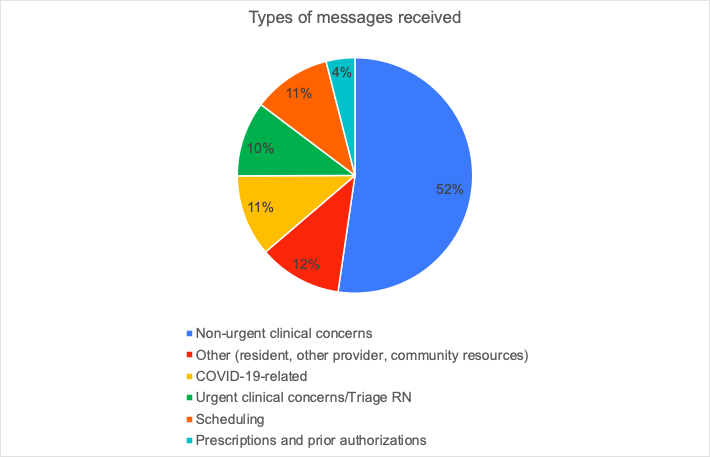 Types of messages received
4%
11%
10%
52%
11%
12%
Non-urgent clinical concerns
Other (resident, other provider, community resources)
COVID-19-related
Urgent clinical concerns/Triage RN
Scheduling
Prescriptions and prior authorizations